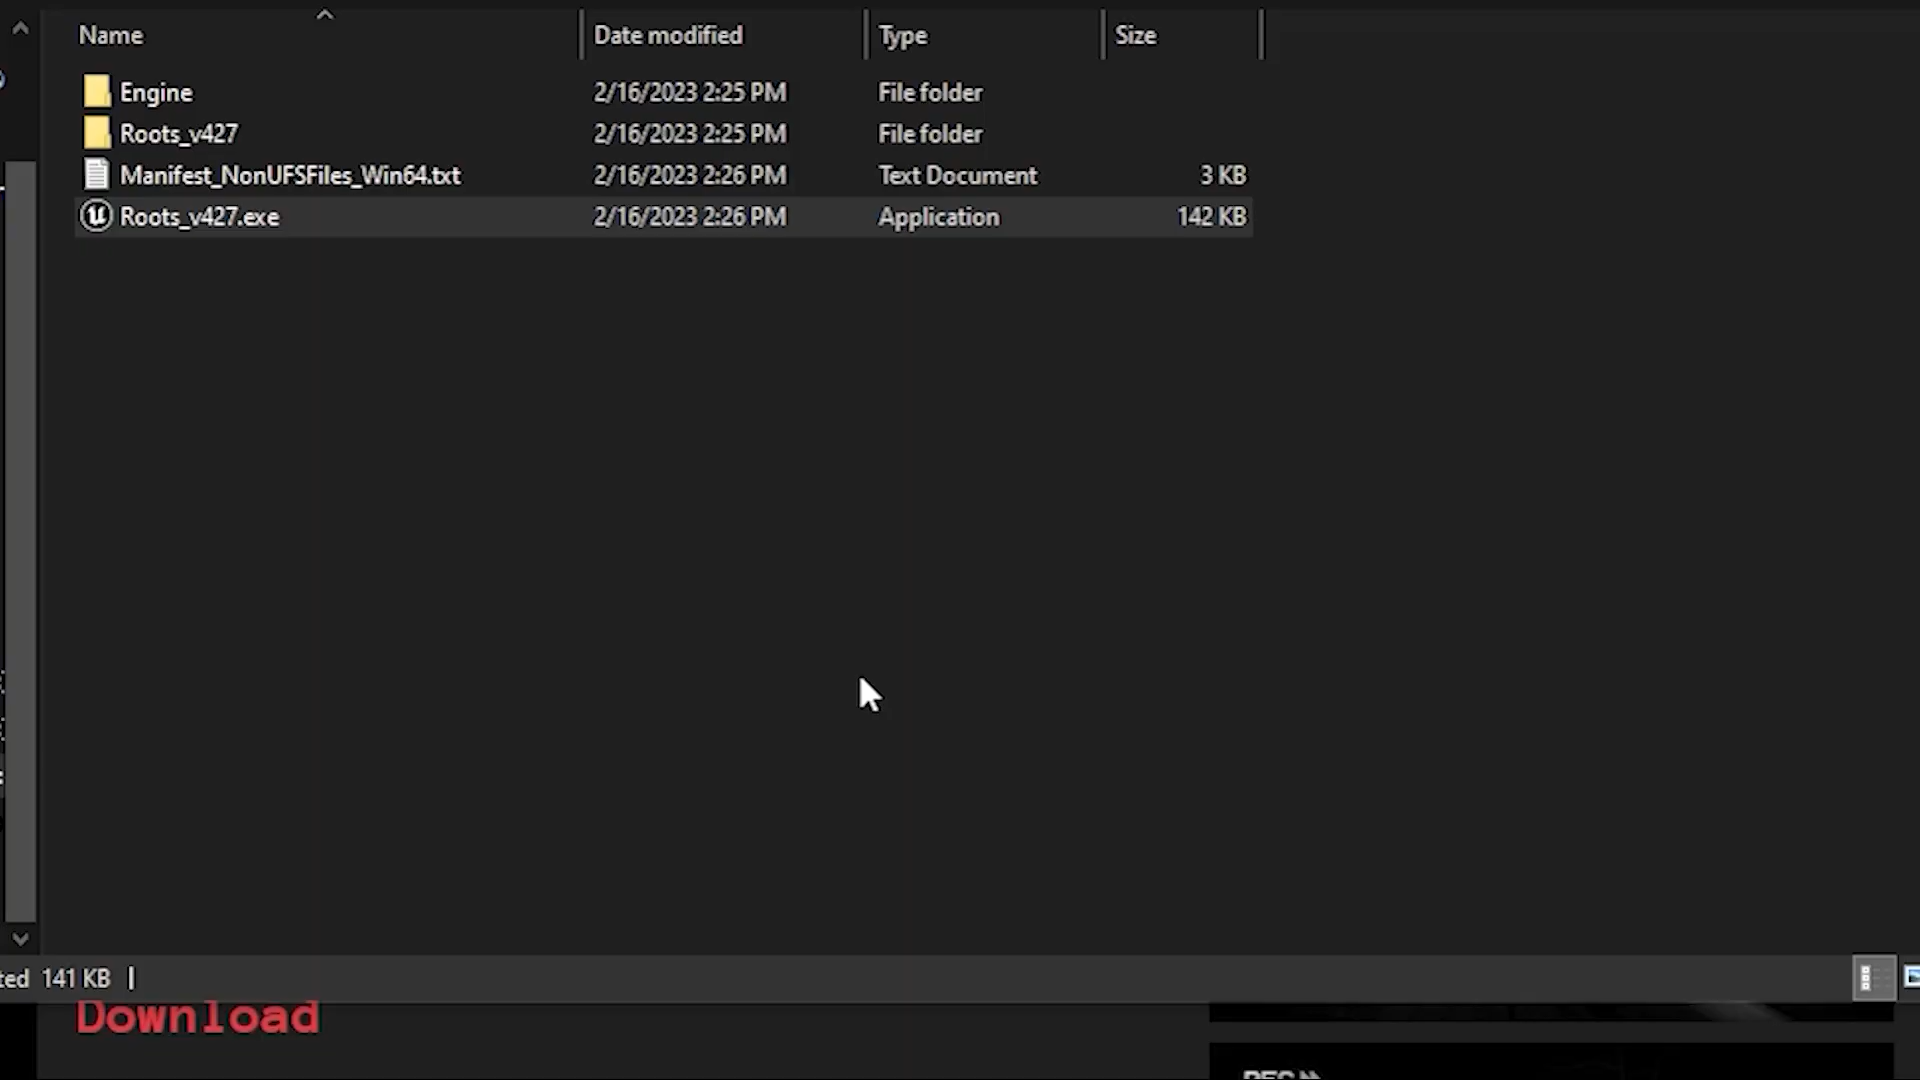 Name Date modified Type Size
Engine 2/16/2023 2:25 PM File folder
Roots_v427 2/16/2023 2:25 PM File folder
Manifest_NonUFSFiles_Win64.txt 2/16/2023 2:26 PM Text Document 3 KB
Roots_v427.exe 2/16/2023 2:26 PM Application 142 KB
ted 141 KB
Download